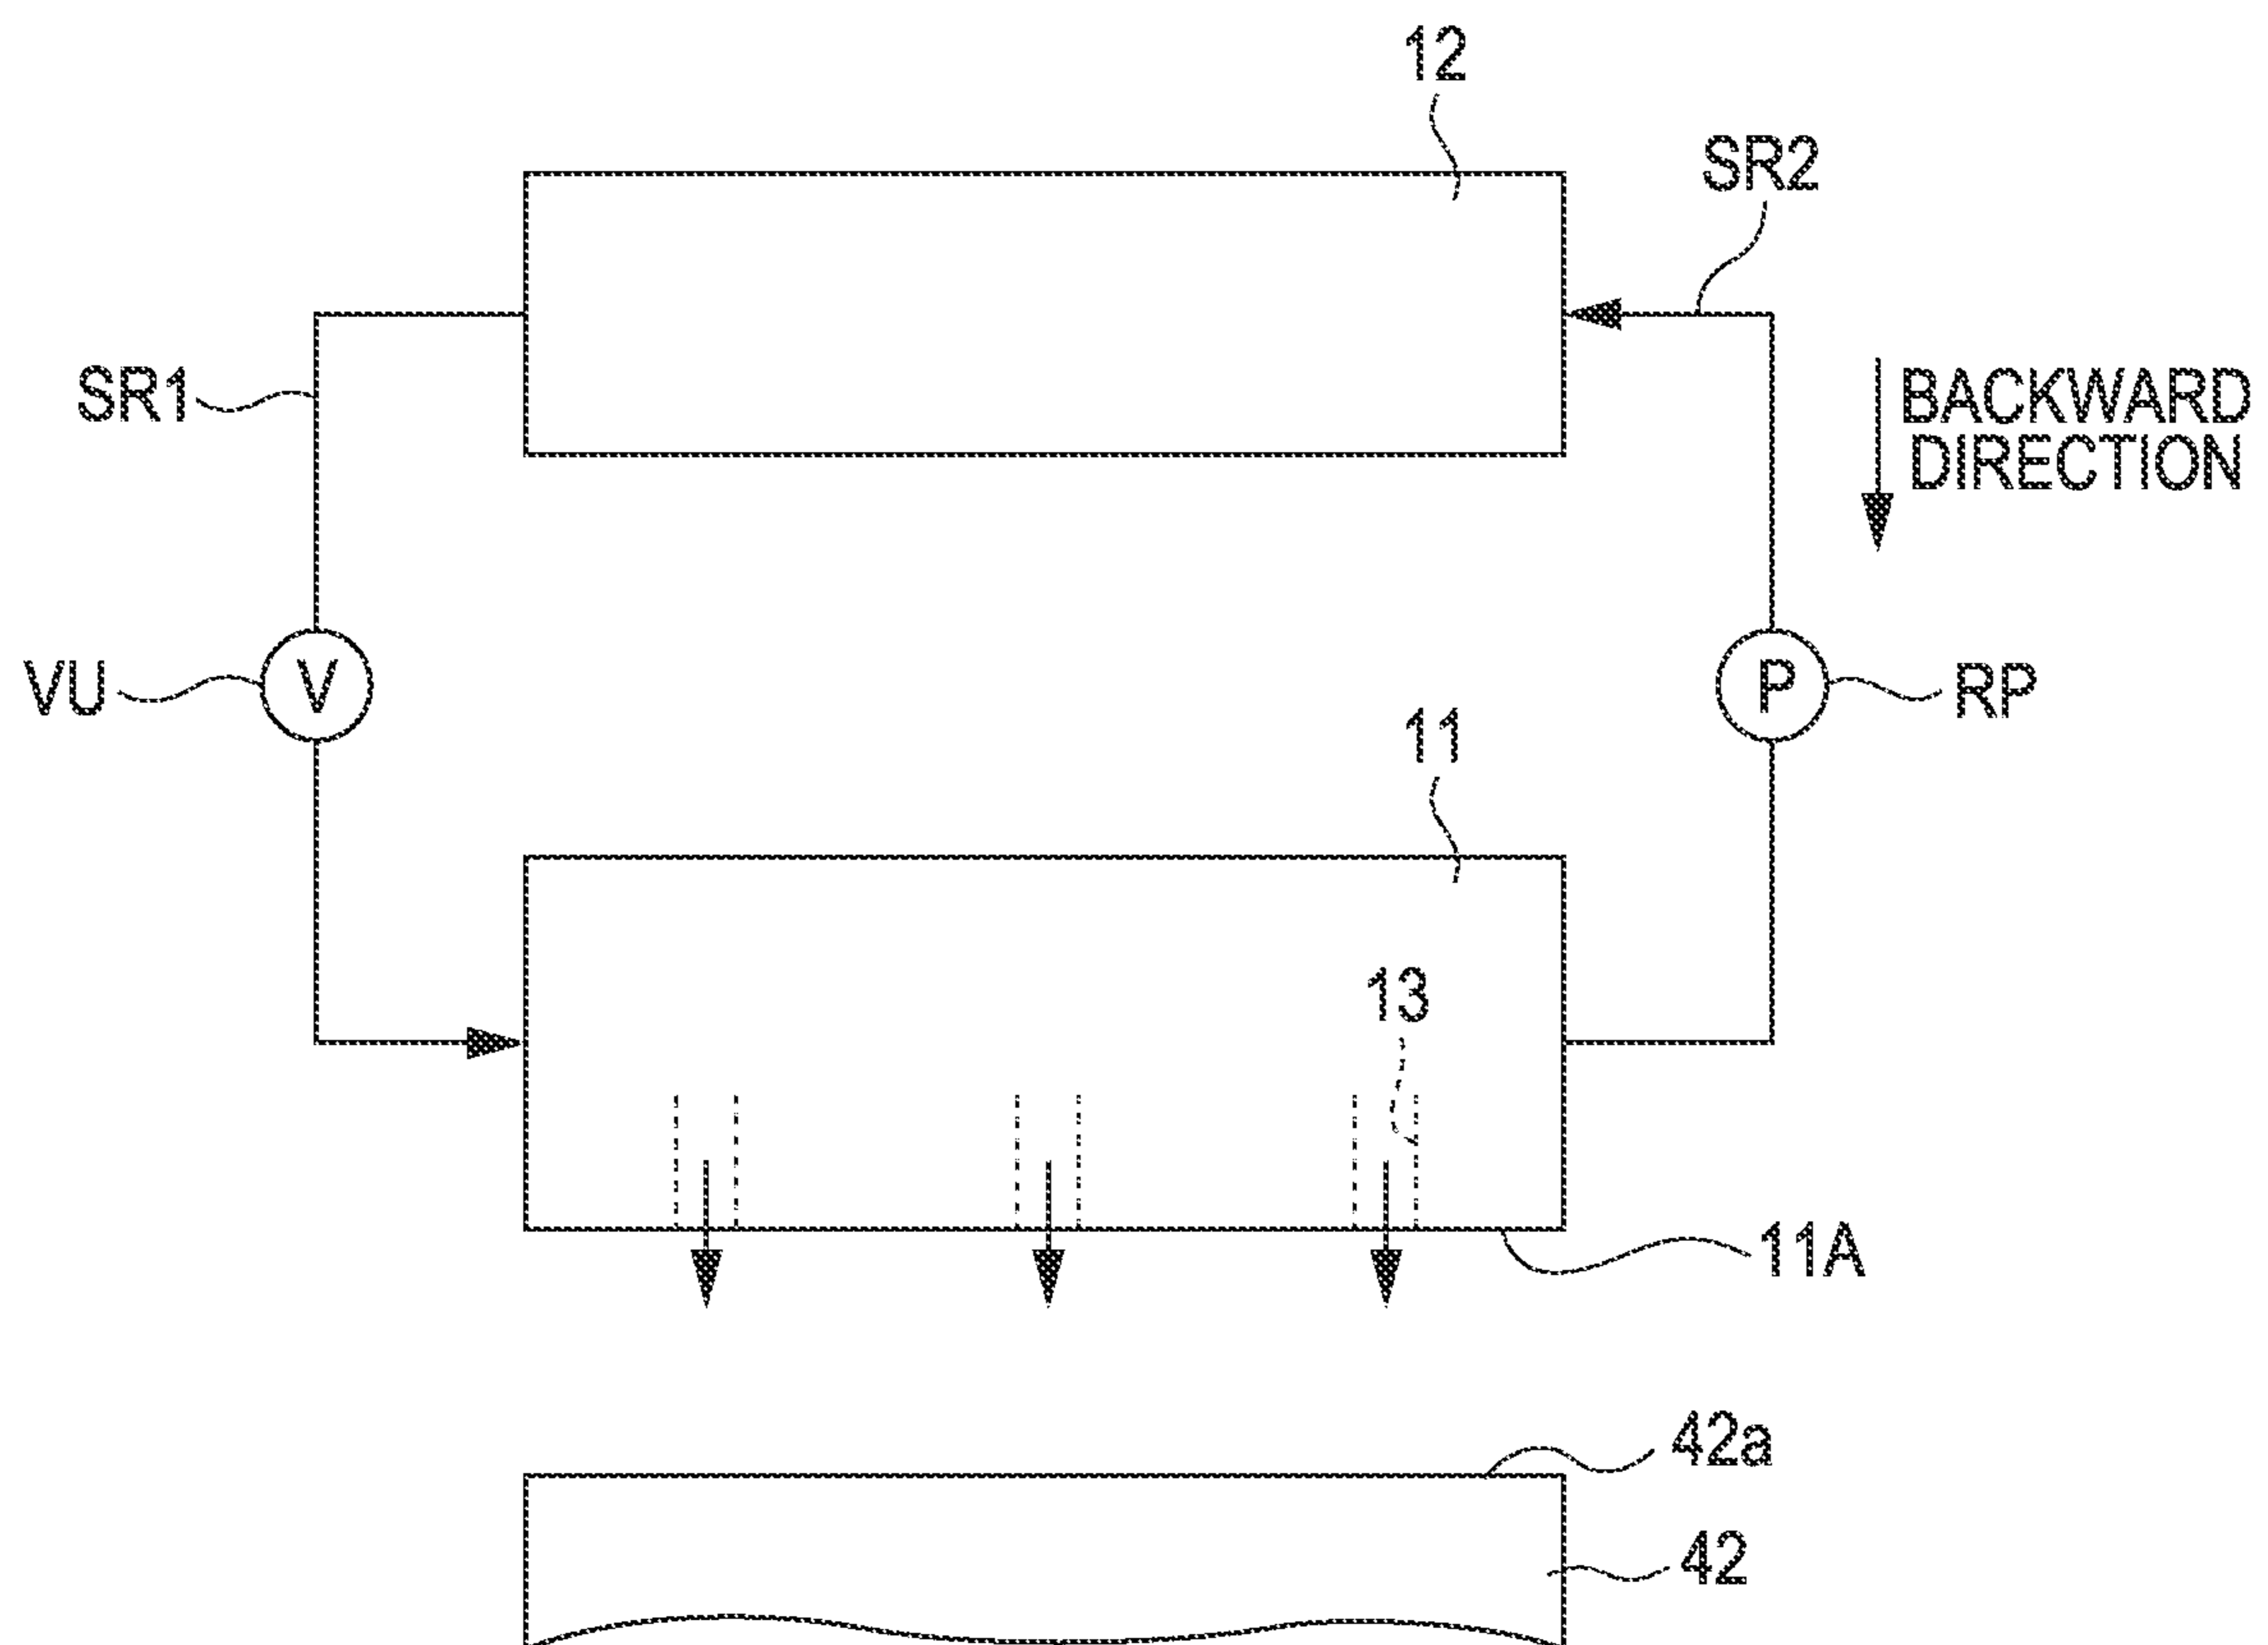 12
SR2
SR1
BACKWARD
DIRECTION
VU
V
P
RP
11
13
11A
42a
42